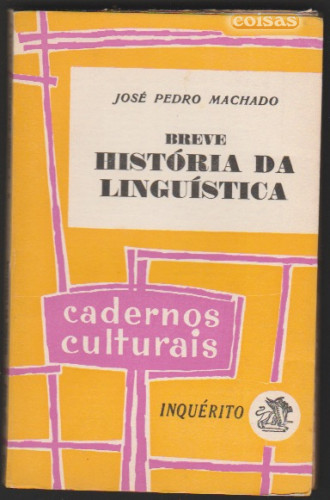 coisas
JOSÉ PEDRO MACHADO
BREVE
HISTÓRIA DA
LINGUÍSTICA
cadernos
culturais
INQUÉRITO